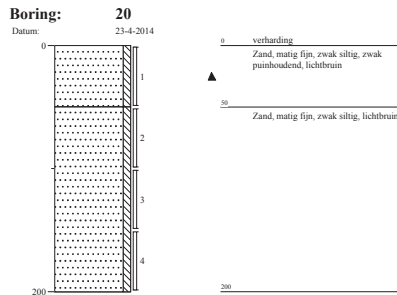 Boring: 20
Datum: 23-4-2014
0
1
2
3
4
200
0 verharding
Zand, matig fijn, zwak siltig, zwak
puinhoudend, lichtbruin
50
Zand, matig fijn, zwak siltig, lichtbruin
200